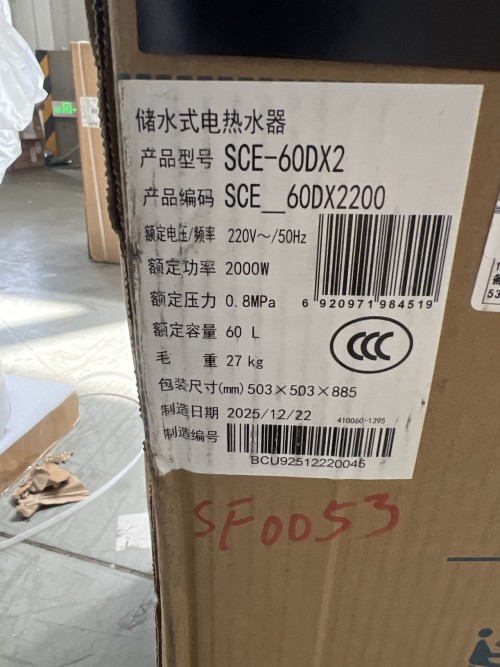 储水式电热水器
产品型号 SCE-60DX2
产品编码 SCE__60DX2200
额定电压/频率 220V～/50Hz
额定功率 2000W
额定压力 0.8MPa
6 920971 984519
额定容量 60 L
CCC
毛 重 27 kg
包装尺寸(mm) 503×503×885
制造日期 2025/12/22
410060-1395
制造编号
BCU92512220045
SF0053